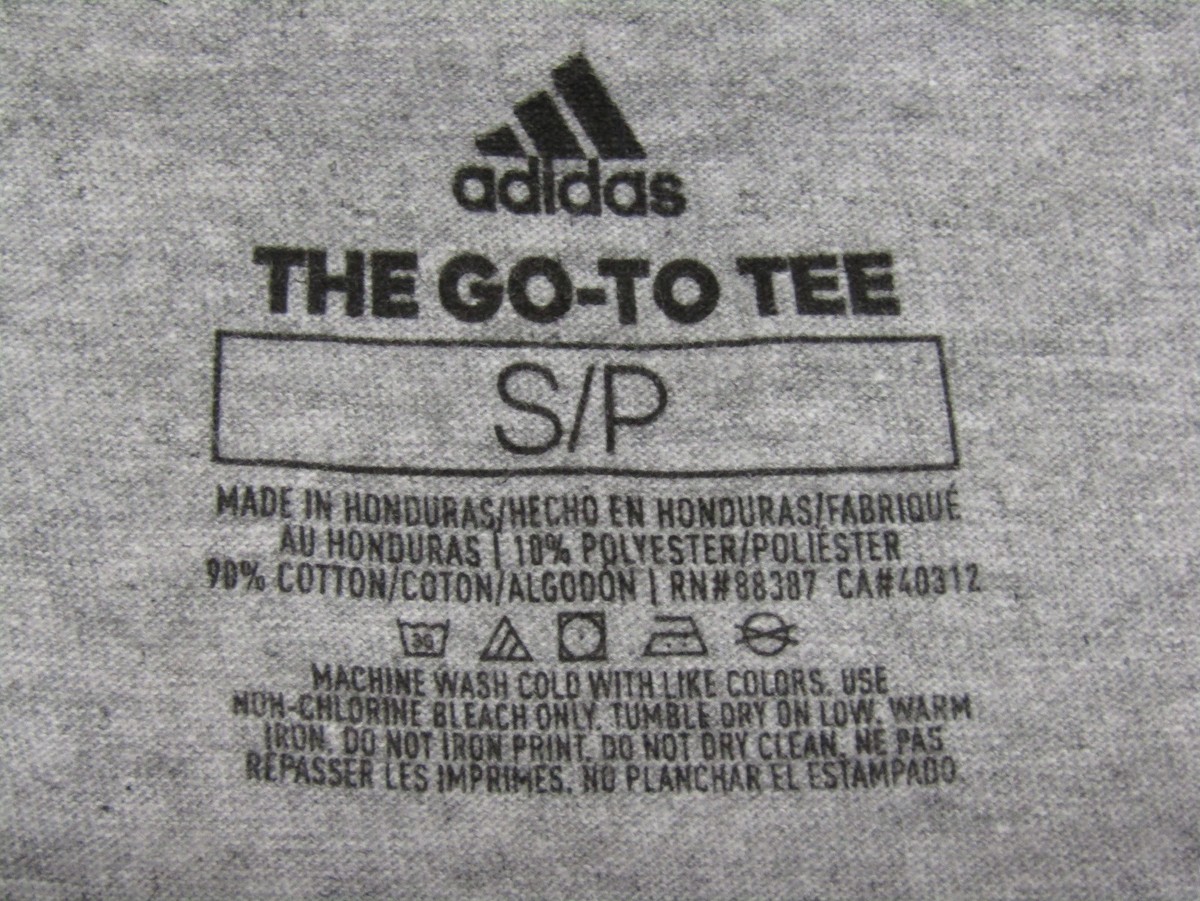 adidas
THE GO-TO TEE
S/P
MADE IN HONDURAS/HECHO EN HONDURAS/FABRIQUÉ
AU HONDURAS | 10% POLYESTER/POLIÉSTER
90% COTTON/COTON/ALGODÓN | RN#88387 CA#40312
30
MACHINE WASH COLD WITH LIKE COLORS. USE
NON-CHLORINE BLEACH ONLY. TUMBLE DRY ON LOW. WARM
IRON. DO NOT IRON PRINT. DO NOT DRY CLEAN. NE PAS
REPASSER LES IMPRIMÉS. NO PLANCHAR EL ESTAMPADO.